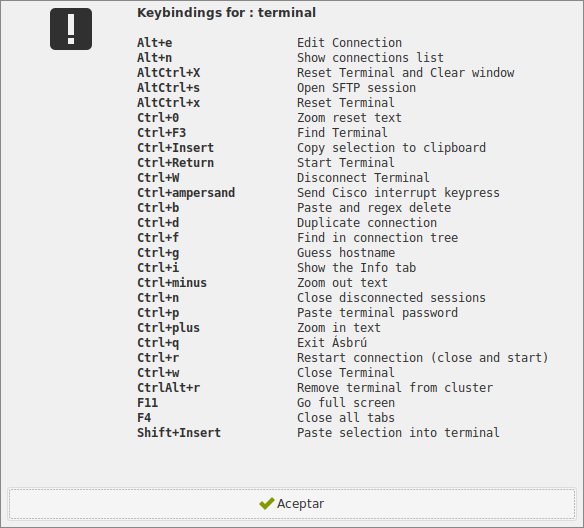 Keybindings for : terminal
Alt+e Edit Connection
Alt+n Show connections list
AltCtrl+X Reset Terminal and Clear window
AltCtrl+s Open SFTP session
AltCtrl+x Reset Terminal
Ctrl+0 Zoom reset text
Ctrl+F3 Find Terminal
Ctrl+Insert Copy selection to clipboard
Ctrl+Return Start Terminal
Ctrl+W Disconnect Terminal
Ctrl+ampersand Send Cisco interrupt keypress
Ctrl+b Paste and regex delete
Ctrl+d Duplicate connection
Ctrl+f Find in connection tree
Ctrl+g Guess hostname
Ctrl+i Show the Info tab
Ctrl+minus Zoom out text
Ctrl+n Close disconnected sessions
Ctrl+p Paste terminal password
Ctrl+plus Zoom in text
Ctrl+q Exit Ásbrú
Ctrl+r Restart connection (close and start)
Ctrl+w Close Terminal
CtrlAlt+r Remove terminal from cluster
F11 Go full screen
F4 Close all tabs
Shift+Insert Paste selection into terminal
Aceptar